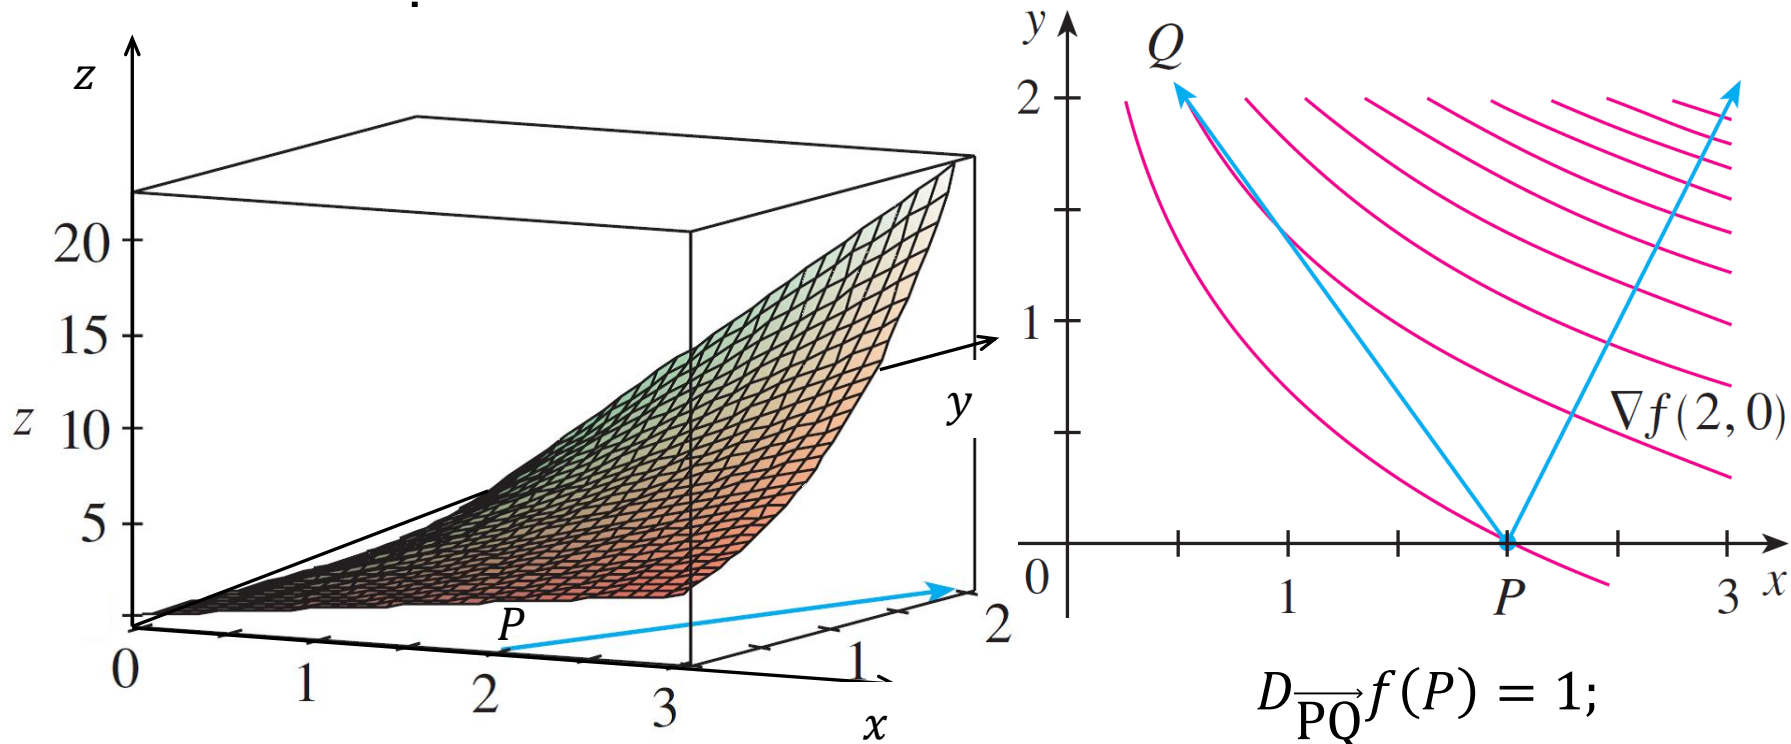 z
20
15
z 10
5
0
1
2
3
x
P
1
2
y
y
Q
2
1
0
1
P
3
x
∇f(2, 0)
D_{\overrightarrow{PQ}}f(P) = 1;